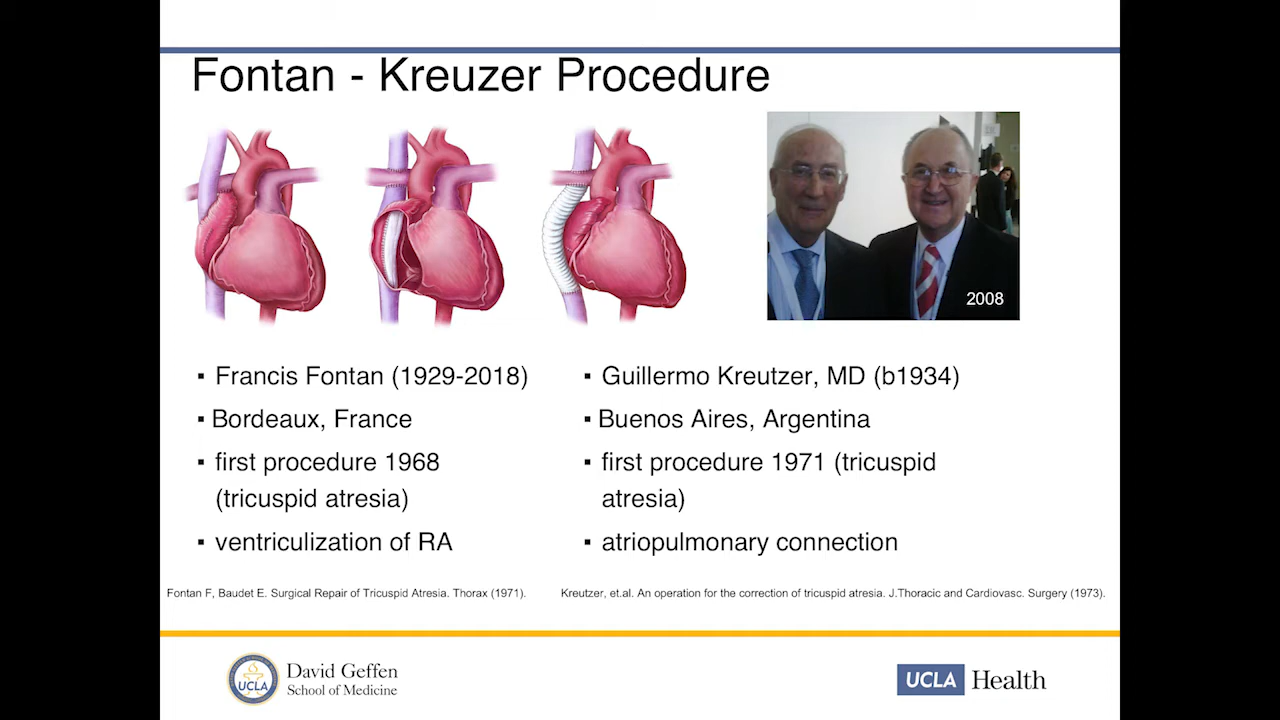 Fontan - Kreuzer Procedure
2008
▪ Francis Fontan (1929-2018)
▪ Bordeaux, France
▪ first procedure 1968
(tricuspid atresia)
▪ ventriculization of RA
▪ Guillermo Kreutzer, MD (b1934)
▪ Buenos Aires, Argentina
▪ first procedure 1971 (tricuspid
atresia)
▪ atriopulmonary connection
Fontan F, Baudet E. Surgical Repair of Tricuspid Atresia. Thorax (1971).
Kreutzer, et.al. An operation for the correction of tricuspid atresia. J.Thoracic and Cardiovasc. Surgery (1973).
UCLA
David Geffen
School of Medicine
UCLA Health